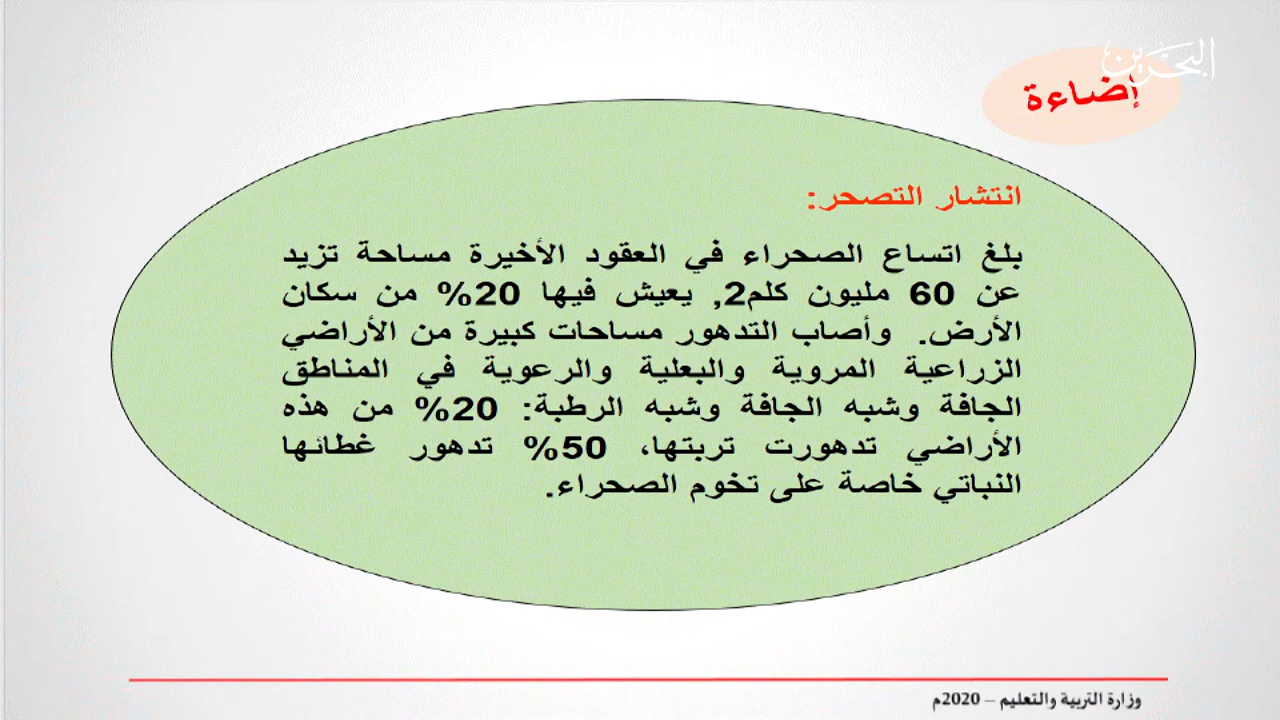 البحرين
إضاءة
انتشار التصحر:
بلغ اتساع الصحراء في العقود الأخيرة مساحة تزيد
عن 60 مليون كلم2, يعيش فيها 20% من سكان
الأرض. وأصاب التدهور مساحات كبيرة من الأراضي
الزراعية المروية والبعلية والرعوية في المناطق
الجافة وشبه الجافة وشبه الرطبة: 20% من هذه
الأراضي تدهورت تربتها، 50% تدهور غطائها
النباتي خاصة على تخوم الصحراء.
وزارة التربية والتعليم – 2020م